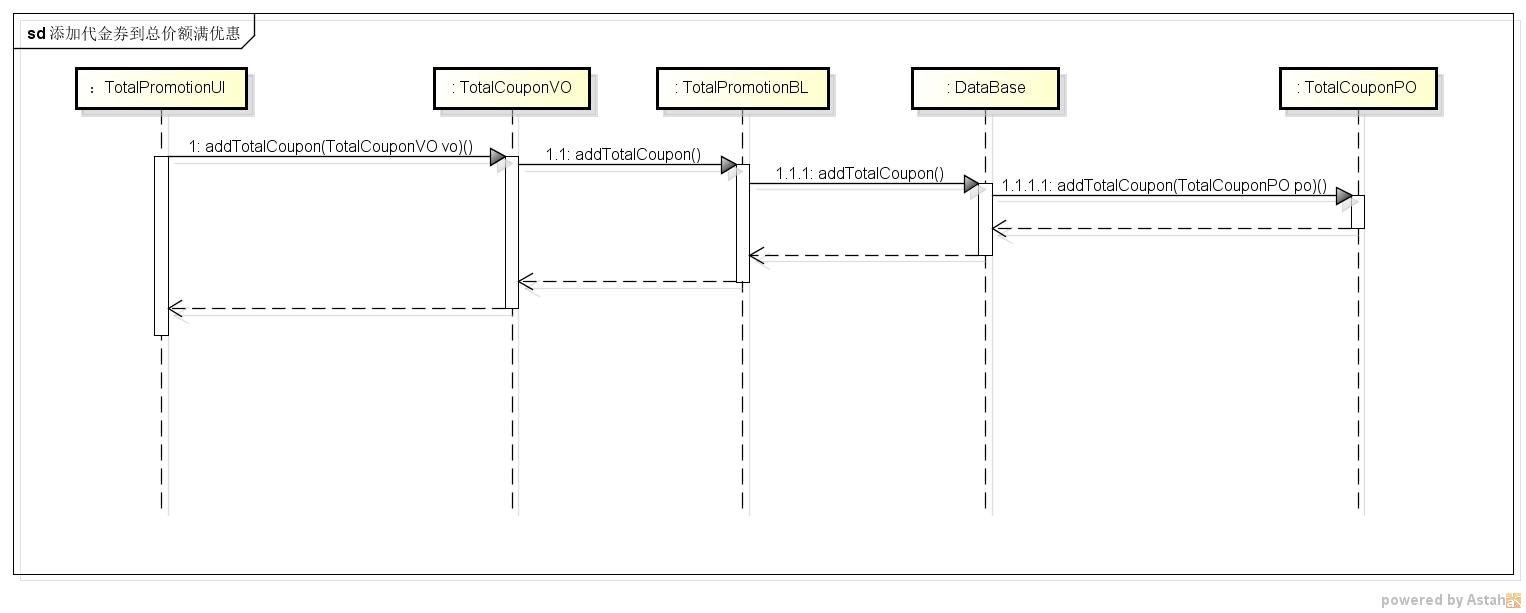 sd 添加代金券到总价额满优惠
： TotalPromotionUI
: TotalCouponVO
: TotalPromotionBL
: DataBase
: TotalCouponPO
1: addTotalCoupon(TotalCouponVO vo)()
1.1: addTotalCoupon()
1.1.1: addTotalCoupon()
1.1.1.1: addTotalCoupon(TotalCouponPO po)()
powered by Astah